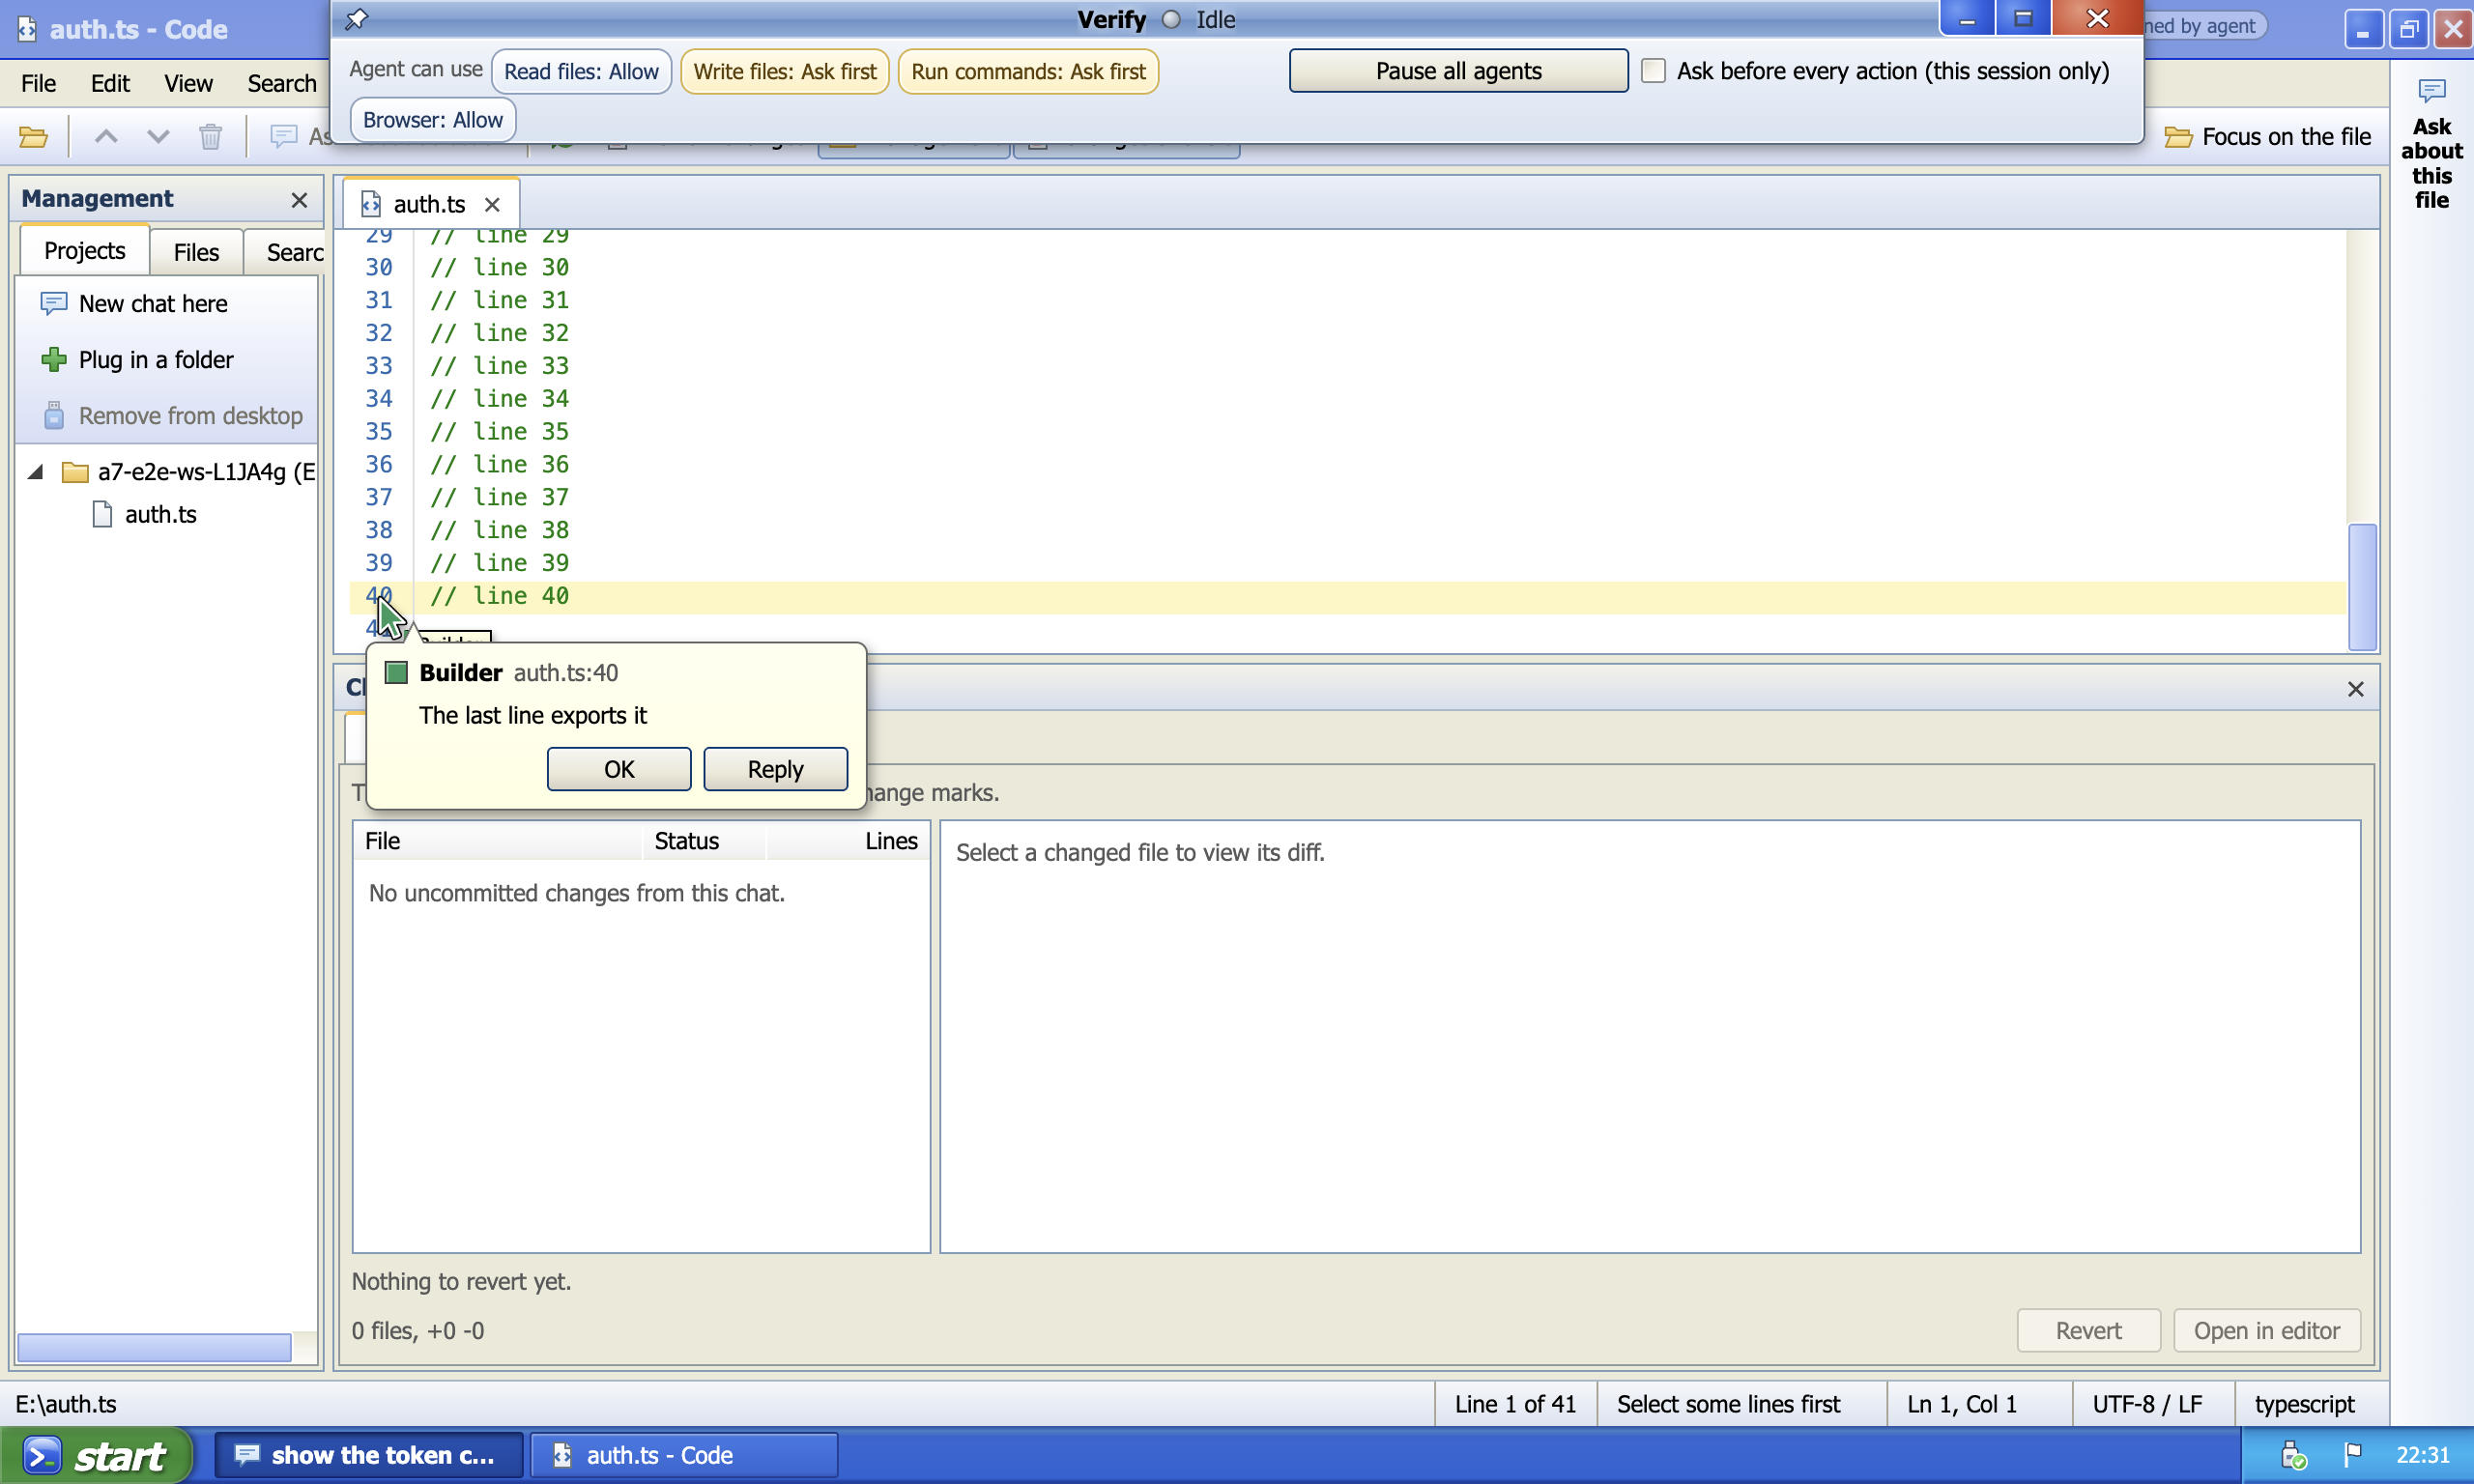 auth.ts - Code
Verify Idle
ned by agent
File Edit View Search
Agent can use Read files: Allow Write files: Ask first Run commands: Ask first
Pause all agents Ask before every action (this session only)
Browser: Allow
Focus on the file
Ask about this file
Management
auth.ts
Projects Files Searc
New chat here
Plug in a folder
Remove from desktop
a7-e2e-ws-L1JA4g (E
auth.ts
29 // line 29
30 // line 30
31 // line 31
32 // line 32
33 // line 33
34 // line 34
35 // line 35
36 // line 36
37 // line 37
38 // line 38
39 // line 39
40 // line 40
Builder auth.ts:40
The last line exports it
OK Reply
hange marks.
File Status Lines
No uncommitted changes from this chat.
Select a changed file to view its diff.
Nothing to revert yet.
0 files, +0 -0
Revert Open in editor
E:\auth.ts
Line 1 of 41 Select some lines first Ln 1, Col 1 UTF-8 / LF typescript
start show the token c... auth.ts - Code 22:31